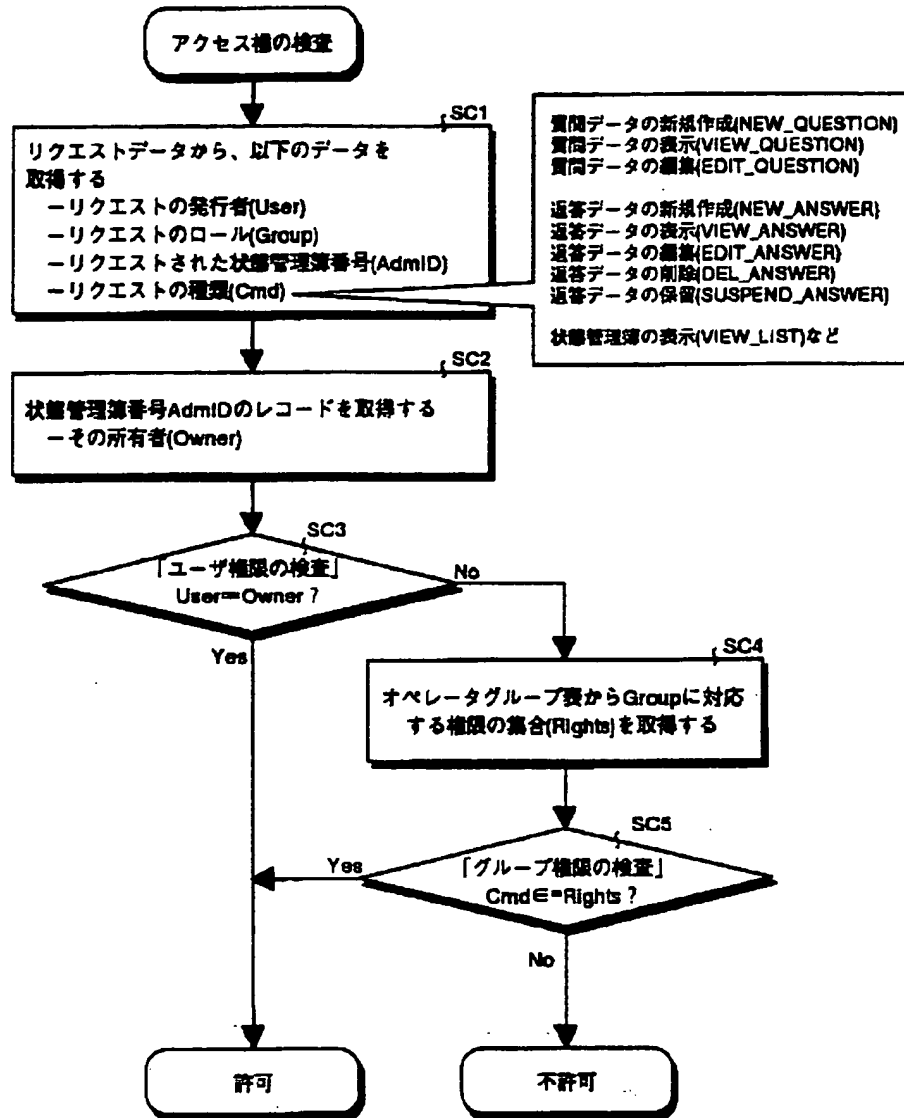 アクセス権の検査
SC1
リクエストデータから、以下のデータを
取得する
ーリクエストの発行者(User)
ーリクエストのロール(Group)
ーリクエストされた状態管理簿番号(AdmID)
ーリクエストの種類(Cmd)
質問データの新規作成(NEW_QUESTION)
質問データの表示(VIEW_QUESTION)
質問データの編集(EDIT_QUESTION)
返答データの新規作成(NEW_ANSWER)
返答データの表示(VIEW_ANSWER)
返答データの編集(EDIT_ANSWER)
返答データの削除(DEL_ANSWER)
返答データの保留(SUSPEND_ANSWER)
状態管理簿の表示(VIEW_LIST)など
SC2
状態管理簿番号AdmIDのレコードを取得する
ーその所有者(Owner)
SC3
「ユーザ権限の検査」
User==Owner ?
No
Yes
SC4
オペレータグループ表からGroupに対応
する権限の集合(Rights)を取得する
SC5
「グループ権限の検査」
Cmd∈=Rights ?
Yes
No
許可
不許可